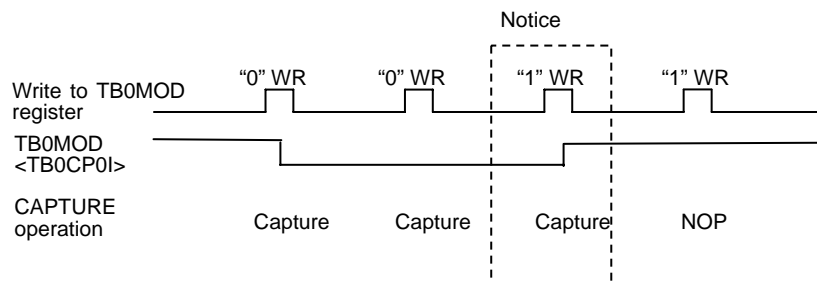 Notice
“0” WR “0” WR “1” WR “1” WR
Write to TB0MOD
register
TB0MOD
<TB0CP0I>
CAPTURE
operation
Capture Capture Capture NOP